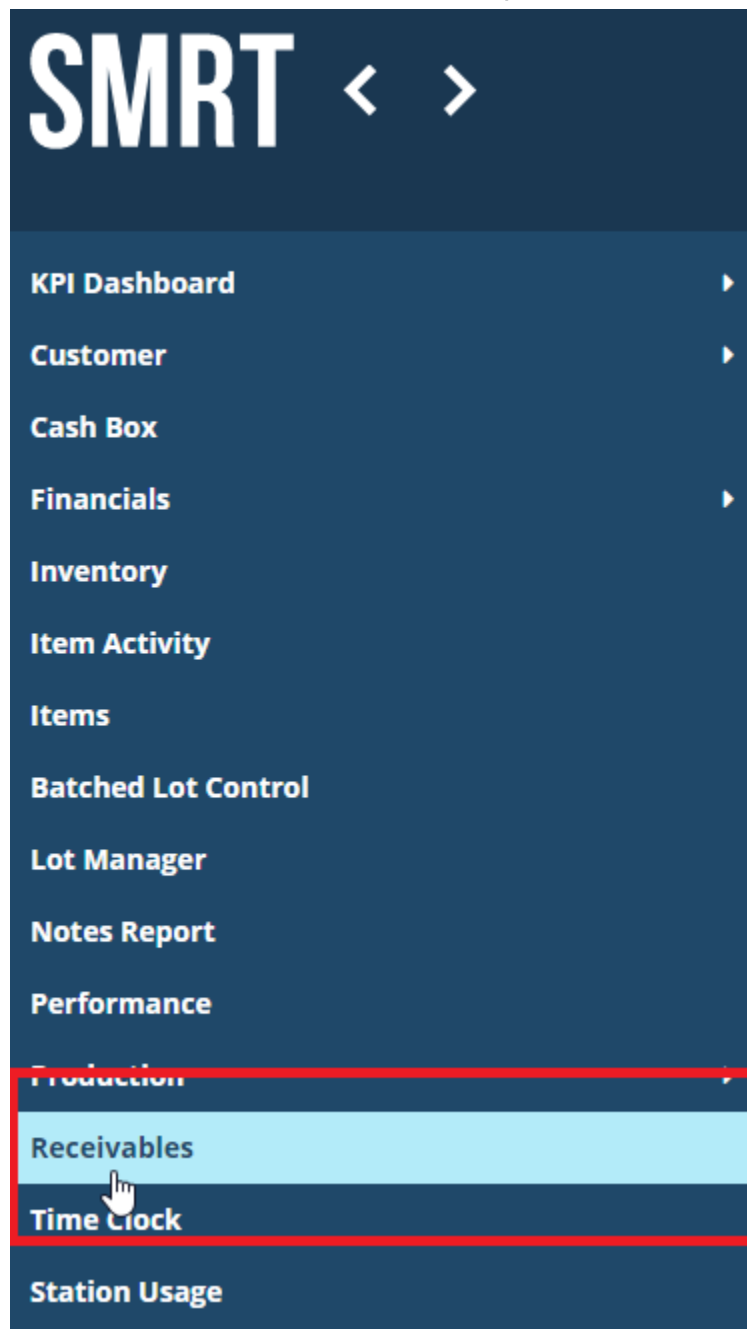 SMRT < >
KPI Dashboard
Customer
Cash Box
Financials
Inventory
Item Activity
Items
Batched Lot Control
Lot Manager
Notes Report
Performance
Production
Receivables
Time Clock
Station Usage